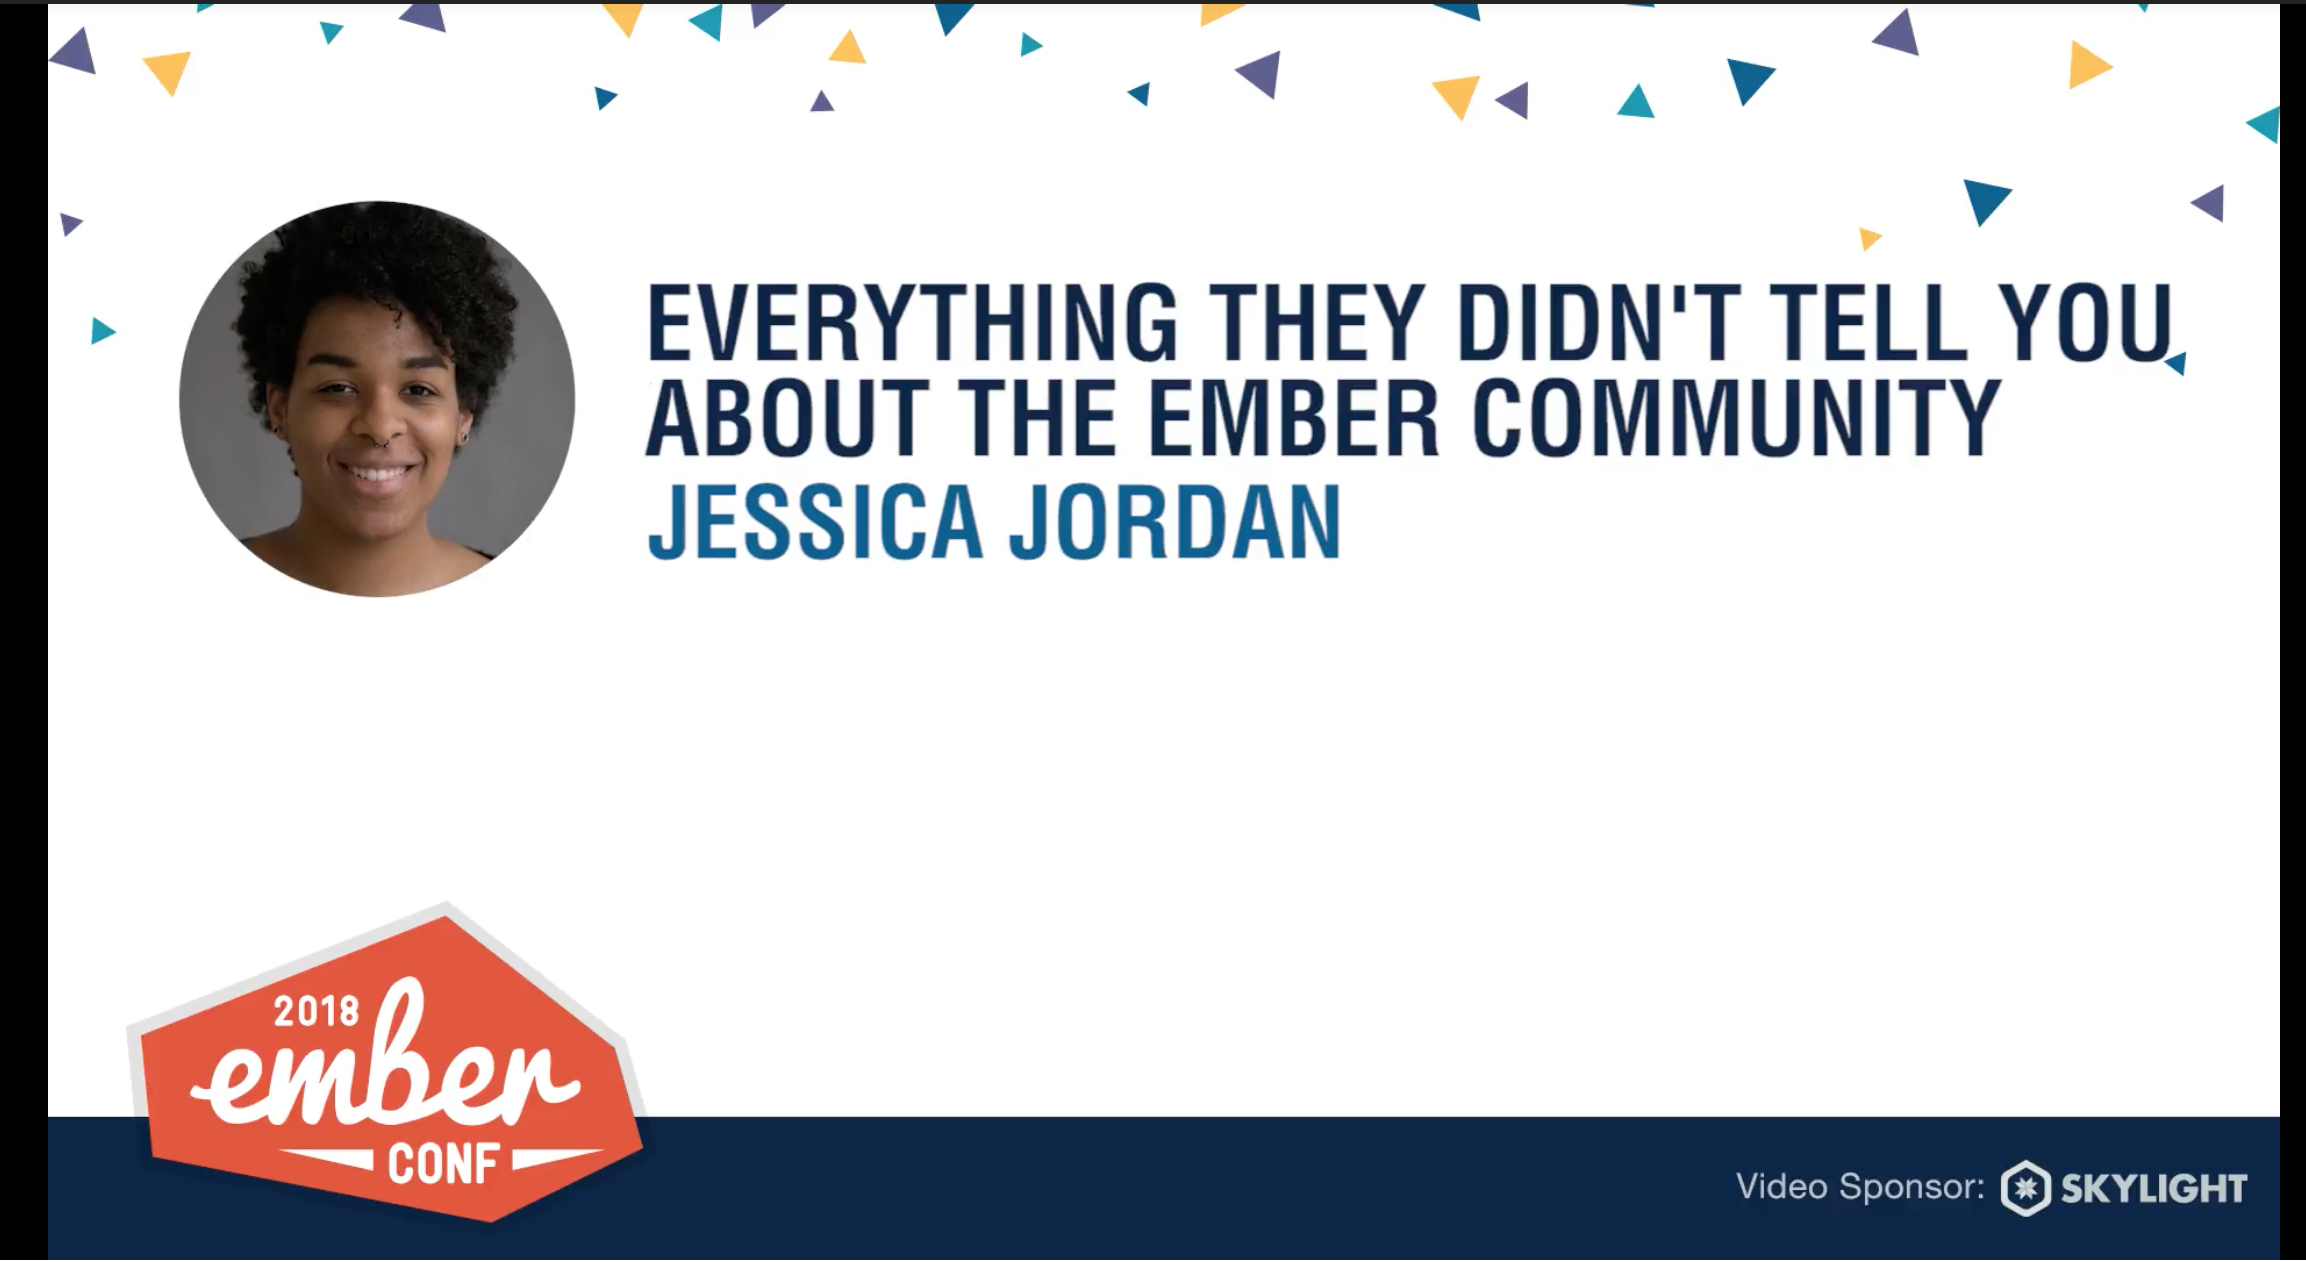 EVERYTHING THEY DIDN'T TELL YOU
ABOUT THE EMBER COMMUNITY
JESSICA JORDAN
2018
ember
CONF
Video Sponsor: SKYLIGHT